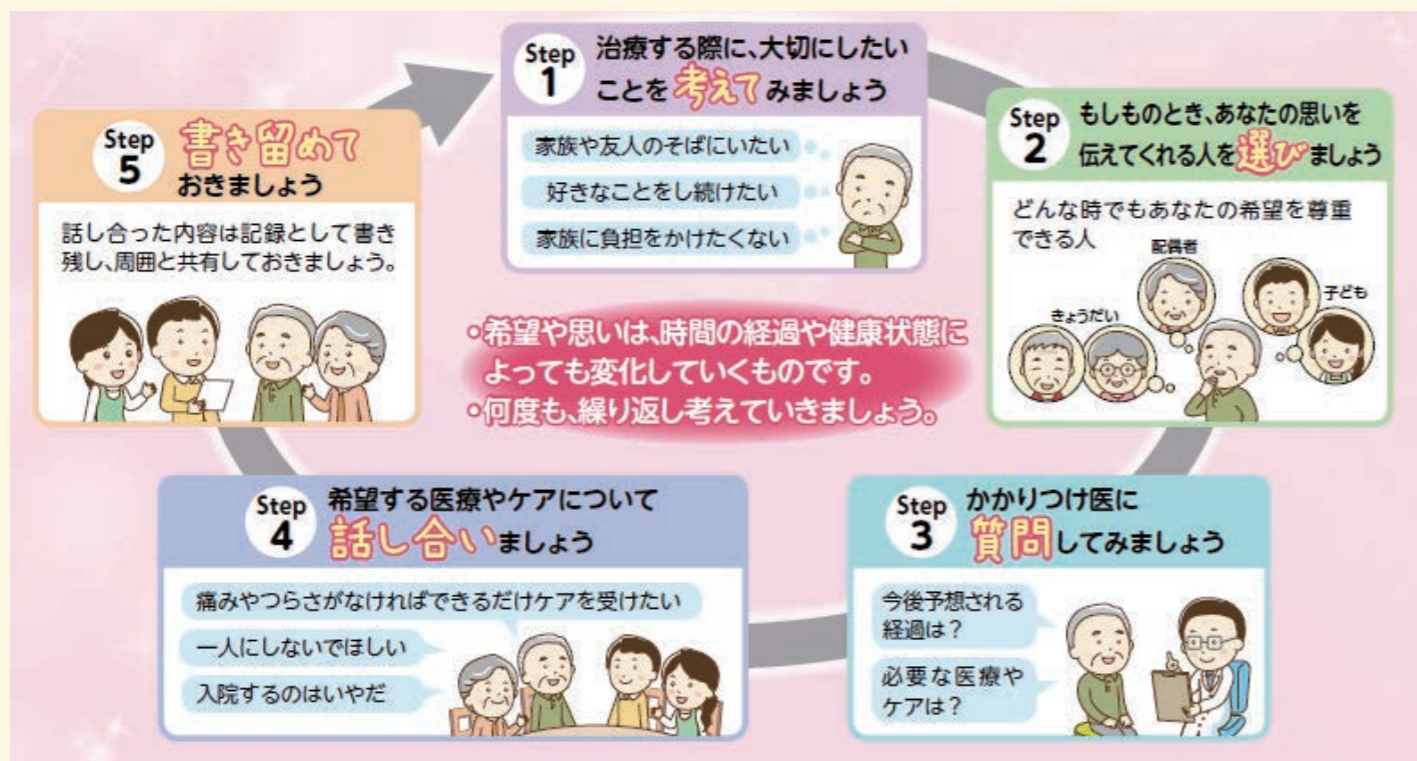 Step
1
治療する際に、大切にしたい
ことを考えてみましょう
家族や友人のそばにいたい
好きなことをし続けたい
家族に負担をかけたくない
Step
2
もしものとき、あなたの思いを
伝えてくれる人を選びましょう
どんな時でもあなたの希望を尊重
できる人
配偶者
子ども
きょうだい
Step
3
かかりつけ医に
質問してみましょう
今後予想される
経過は？
必要な医療や
ケアは？
Step
4
希望する医療やケアについて
話し合いましょう
痛みやつらさがなければできるだけケアを受けたい
一人にしないでほしい
入院するのはいやだ
Step
5
書き留めて
おきましょう
話し合った内容は記録として書き
残し、周囲と共有しておきましょう。
・希望や思いは、時間の経過や健康状態に
よっても変化していくものです。
・何度も、繰り返し考えていきましょう。